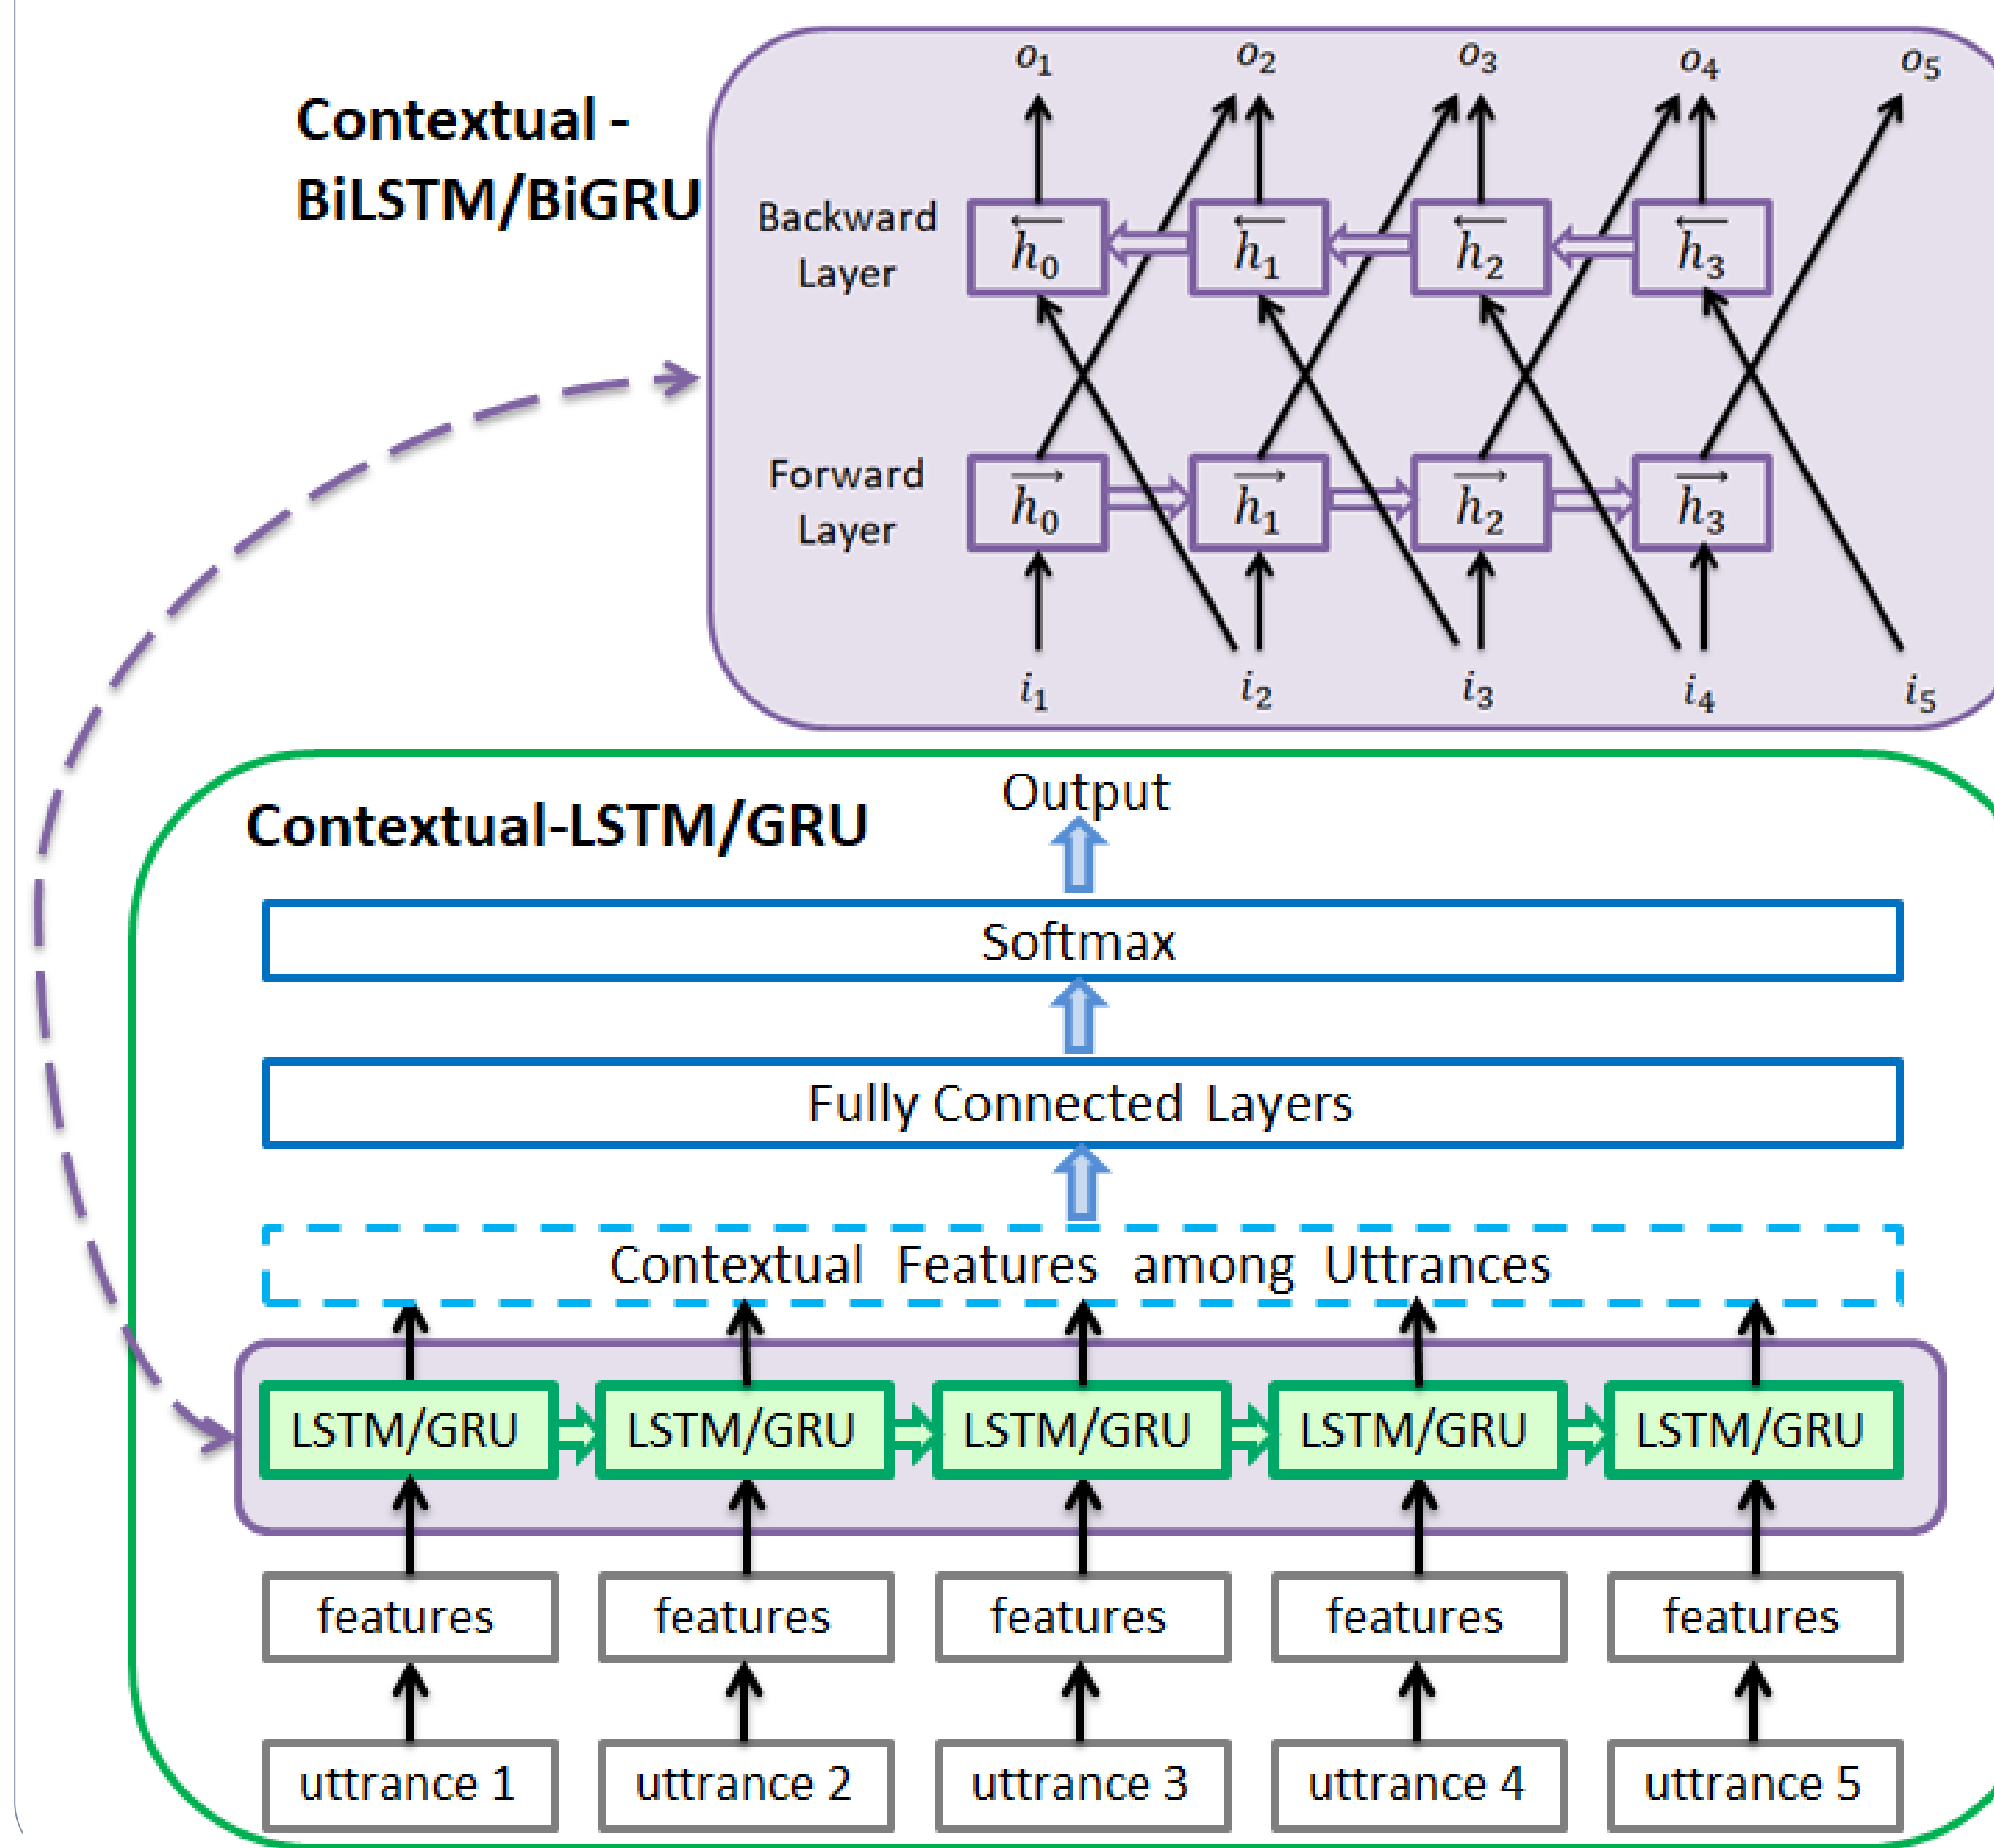 o₁ o₂ o₃ o₄ o₅
Contextual -
BiLSTM/BiGRU
Backward
Layer
h₀ h₁ h₂ h₃
Forward
Layer
h₀ h₁ h₂ h₃
i₁ i₂ i₃ i₄ i₅
Output
Contextual-LSTM/GRU
Softmax
Fully Connected Layers
Contextual Features among Uttrances
LSTM/GRU LSTM/GRU LSTM/GRU LSTM/GRU LSTM/GRU
features features features features features
uttrance 1 uttrance 2 uttrance 3 uttrance 4 uttrance 5